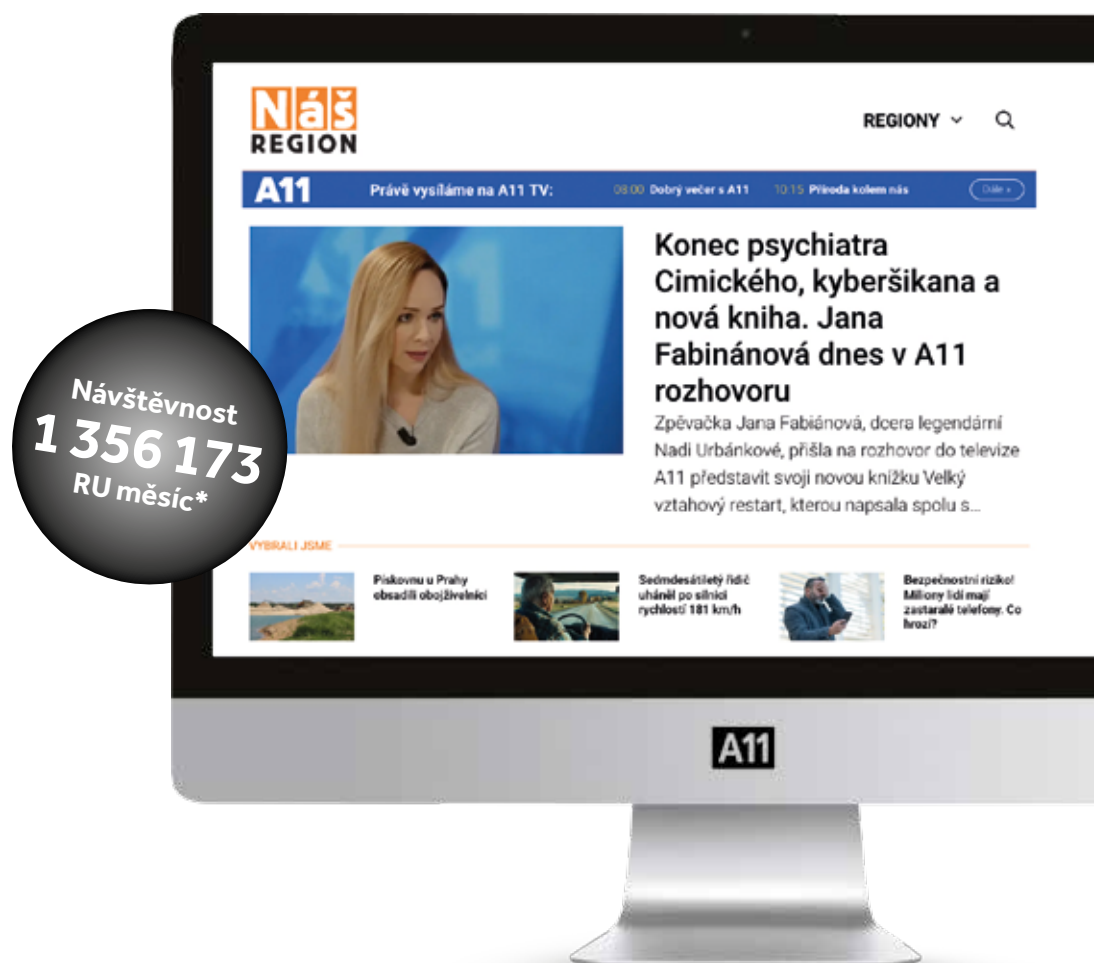 Náš
REGION
REGIONY
A11
Právě vysíláme na A11 TV:
08:00 Dobrý večer s A11
10:15 Příroda kolem nás
Dále »
Konec psychiatra
Cimického, kyberšikana a
nová kniha. Jana
Fabinánová dnes v A11
rozhovoru
Zpěvačka Jana Fabiánová, dcera legendární
Nadi Urbánkové, přišla na rozhovor do televize
A11 představit svoji novou knížku Velký
vztahový restart, kterou napsala spolu s...
Návštěvnost
1 356 173
RU měsíc*
VYBRALI JSME
Pískovnu u Prahy
obsadili obojživelníci
Sedmdesátiletý řidič
uháněl po silnici
rychlostí 181 km/h
Bezpečnostní riziko!
Miliony lidí mají
zastaralé telefony. Co
hrozí?
A11